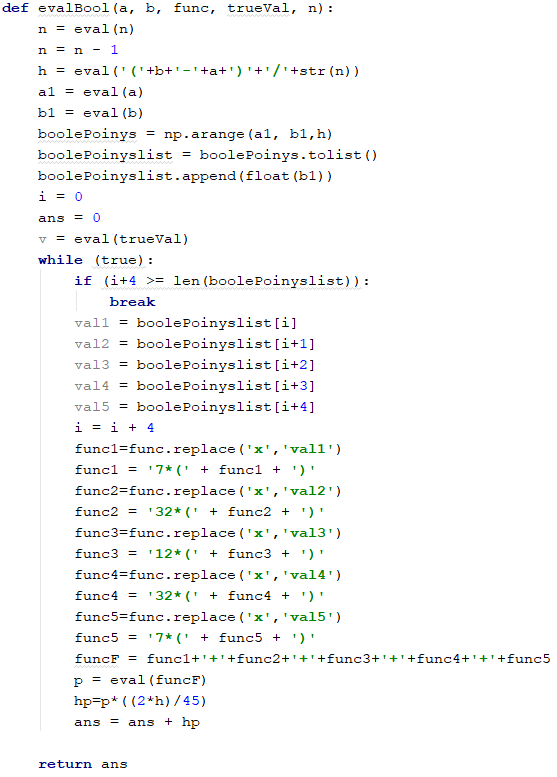 def evalBool(a, b, func, trueVal, n):
    n = eval(n)
    n = n - 1
    h = eval('('+b+'-'+a+')'+'/'+str(n))
    a1 = eval(a)
    b1 = eval(b)
    boolePoinys = np.arange(a1, b1,h)
    boolePoinyslist = boolePoinys.tolist()
    boolePoinyslist.append(float(b1))
    i = 0
    ans = 0
    v = eval(trueVal)
    while (true):
        if (i+4 >= len(boolePoinyslist)):
            break
        val1 = boolePoinyslist[i]
        val2 = boolePoinyslist[i+1]
        val3 = boolePoinyslist[i+2]
        val4 = boolePoinyslist[i+3]
        val5 = boolePoinyslist[i+4]
        i = i + 4
        func1=func.replace('x','val1')
        func1 = '7*(' + func1 + ')'
        func2=func.replace('x','val2')
        func2 = '32*(' + func2 + ')'
        func3=func.replace('x','val3')
        func3 = '12*(' + func3 + ')'
        func4=func.replace('x','val4')
        func4 = '32*(' + func4 + ')'
        func5=func.replace('x','val5')
        func5 = '7*(' + func5 + ')'
        funcF = func1+'+'+func2+'+'+func3+'+'+func4+'+'+func5
        p = eval(funcF)
        hp=p*((2*h)/45)
        ans = ans + hp

    return ans